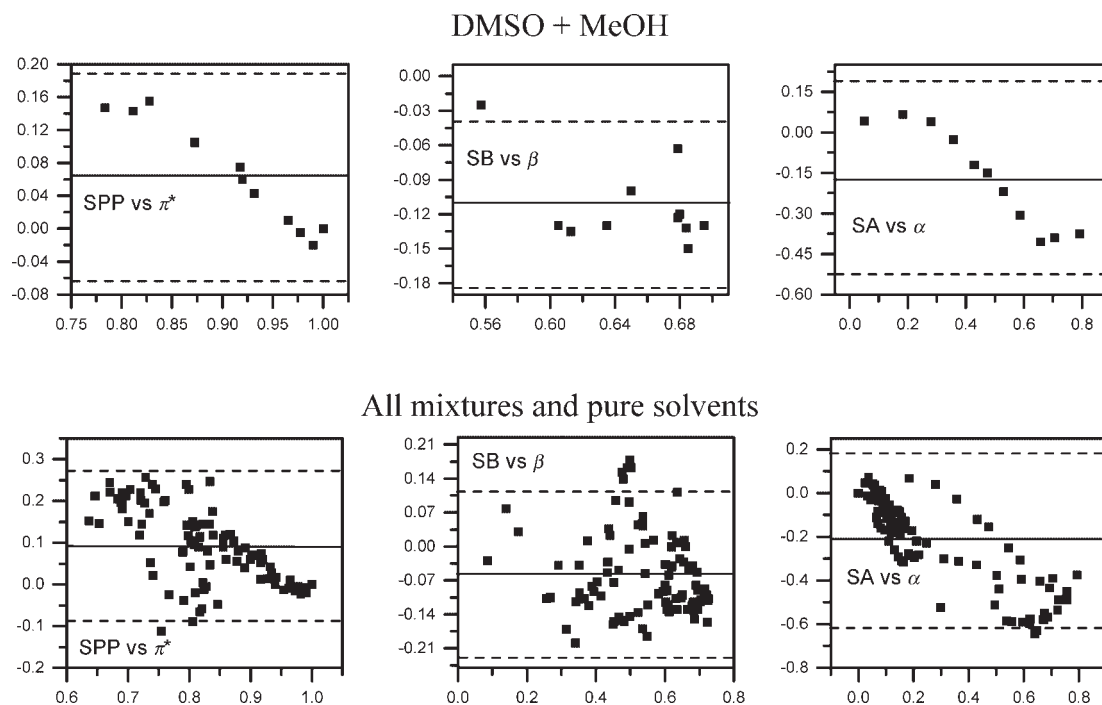 DMSO + MeOH
0.20
0.16
0.12
0.08
0.04
0.00
-0.04
-0.08
SPP vs π*
0.75 0.80 0.85 0.90 0.95 1.00
0.00
-0.03
-0.06
-0.09
-0.12
-0.15
-0.18
SB vs β
0.56 0.60 0.64 0.68
0.15
0.00
-0.15
-0.30
-0.45
-0.60
SA vs α
0.0 0.2 0.4 0.6 0.8
All mixtures and pure solvents
0.3
0.2
0.1
0.0
-0.1
-0.2
SPP vs π*
0.6 0.7 0.8 0.9 1.0
0.21
0.14
0.07
0.00
-0.07
-0.14
-0.21
SB vs β
0.0 0.2 0.4 0.6 0.8
0.2
0.0
-0.2
-0.4
-0.6
-0.8
SA vs α
0.0 0.2 0.4 0.6 0.8